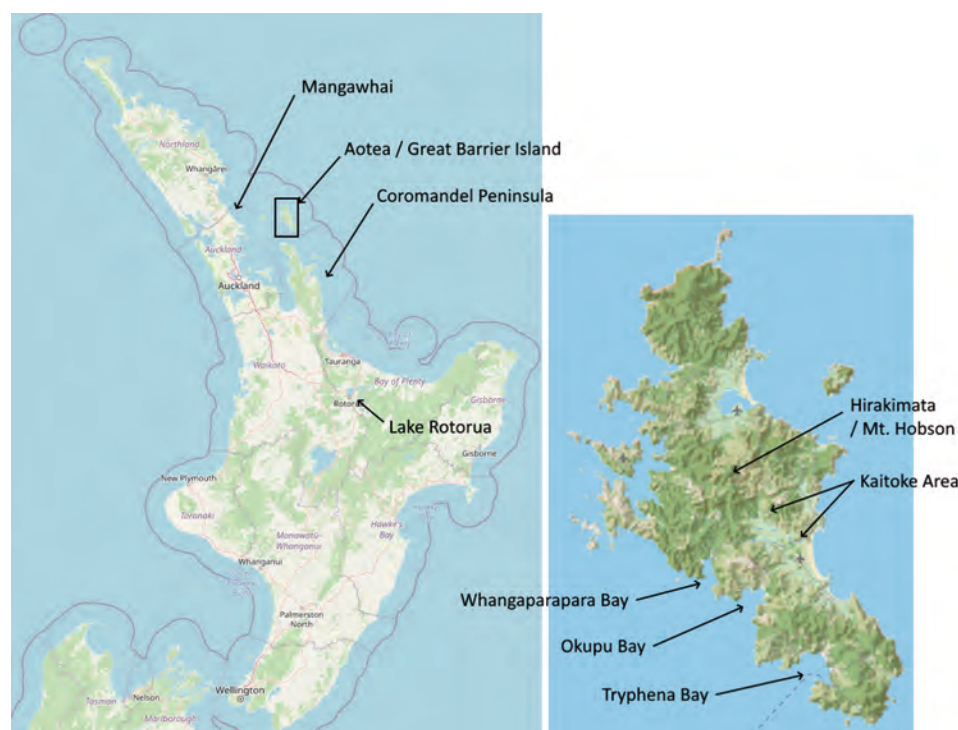 Mangawhai
Aotea / Great Barrier Island
Coromandel Peninsula
Northland
Whangārei
Auckland
Auckland
Waikato
Tauranga
Bay of Plenty
Rotorua
Lake Rotorua
Gisborne
Gisborne
New Plymouth
Taranaki
Hawke's
Bay
Manawatū-
Whanganui
Whanganui
Palmerston
North
Wellington
Nelson
Tasman
Marlborough
Hirakimata
/ Mt. Hobson
Kaitoke Area
Whangaparapara Bay
Okupu Bay
Tryphena Bay